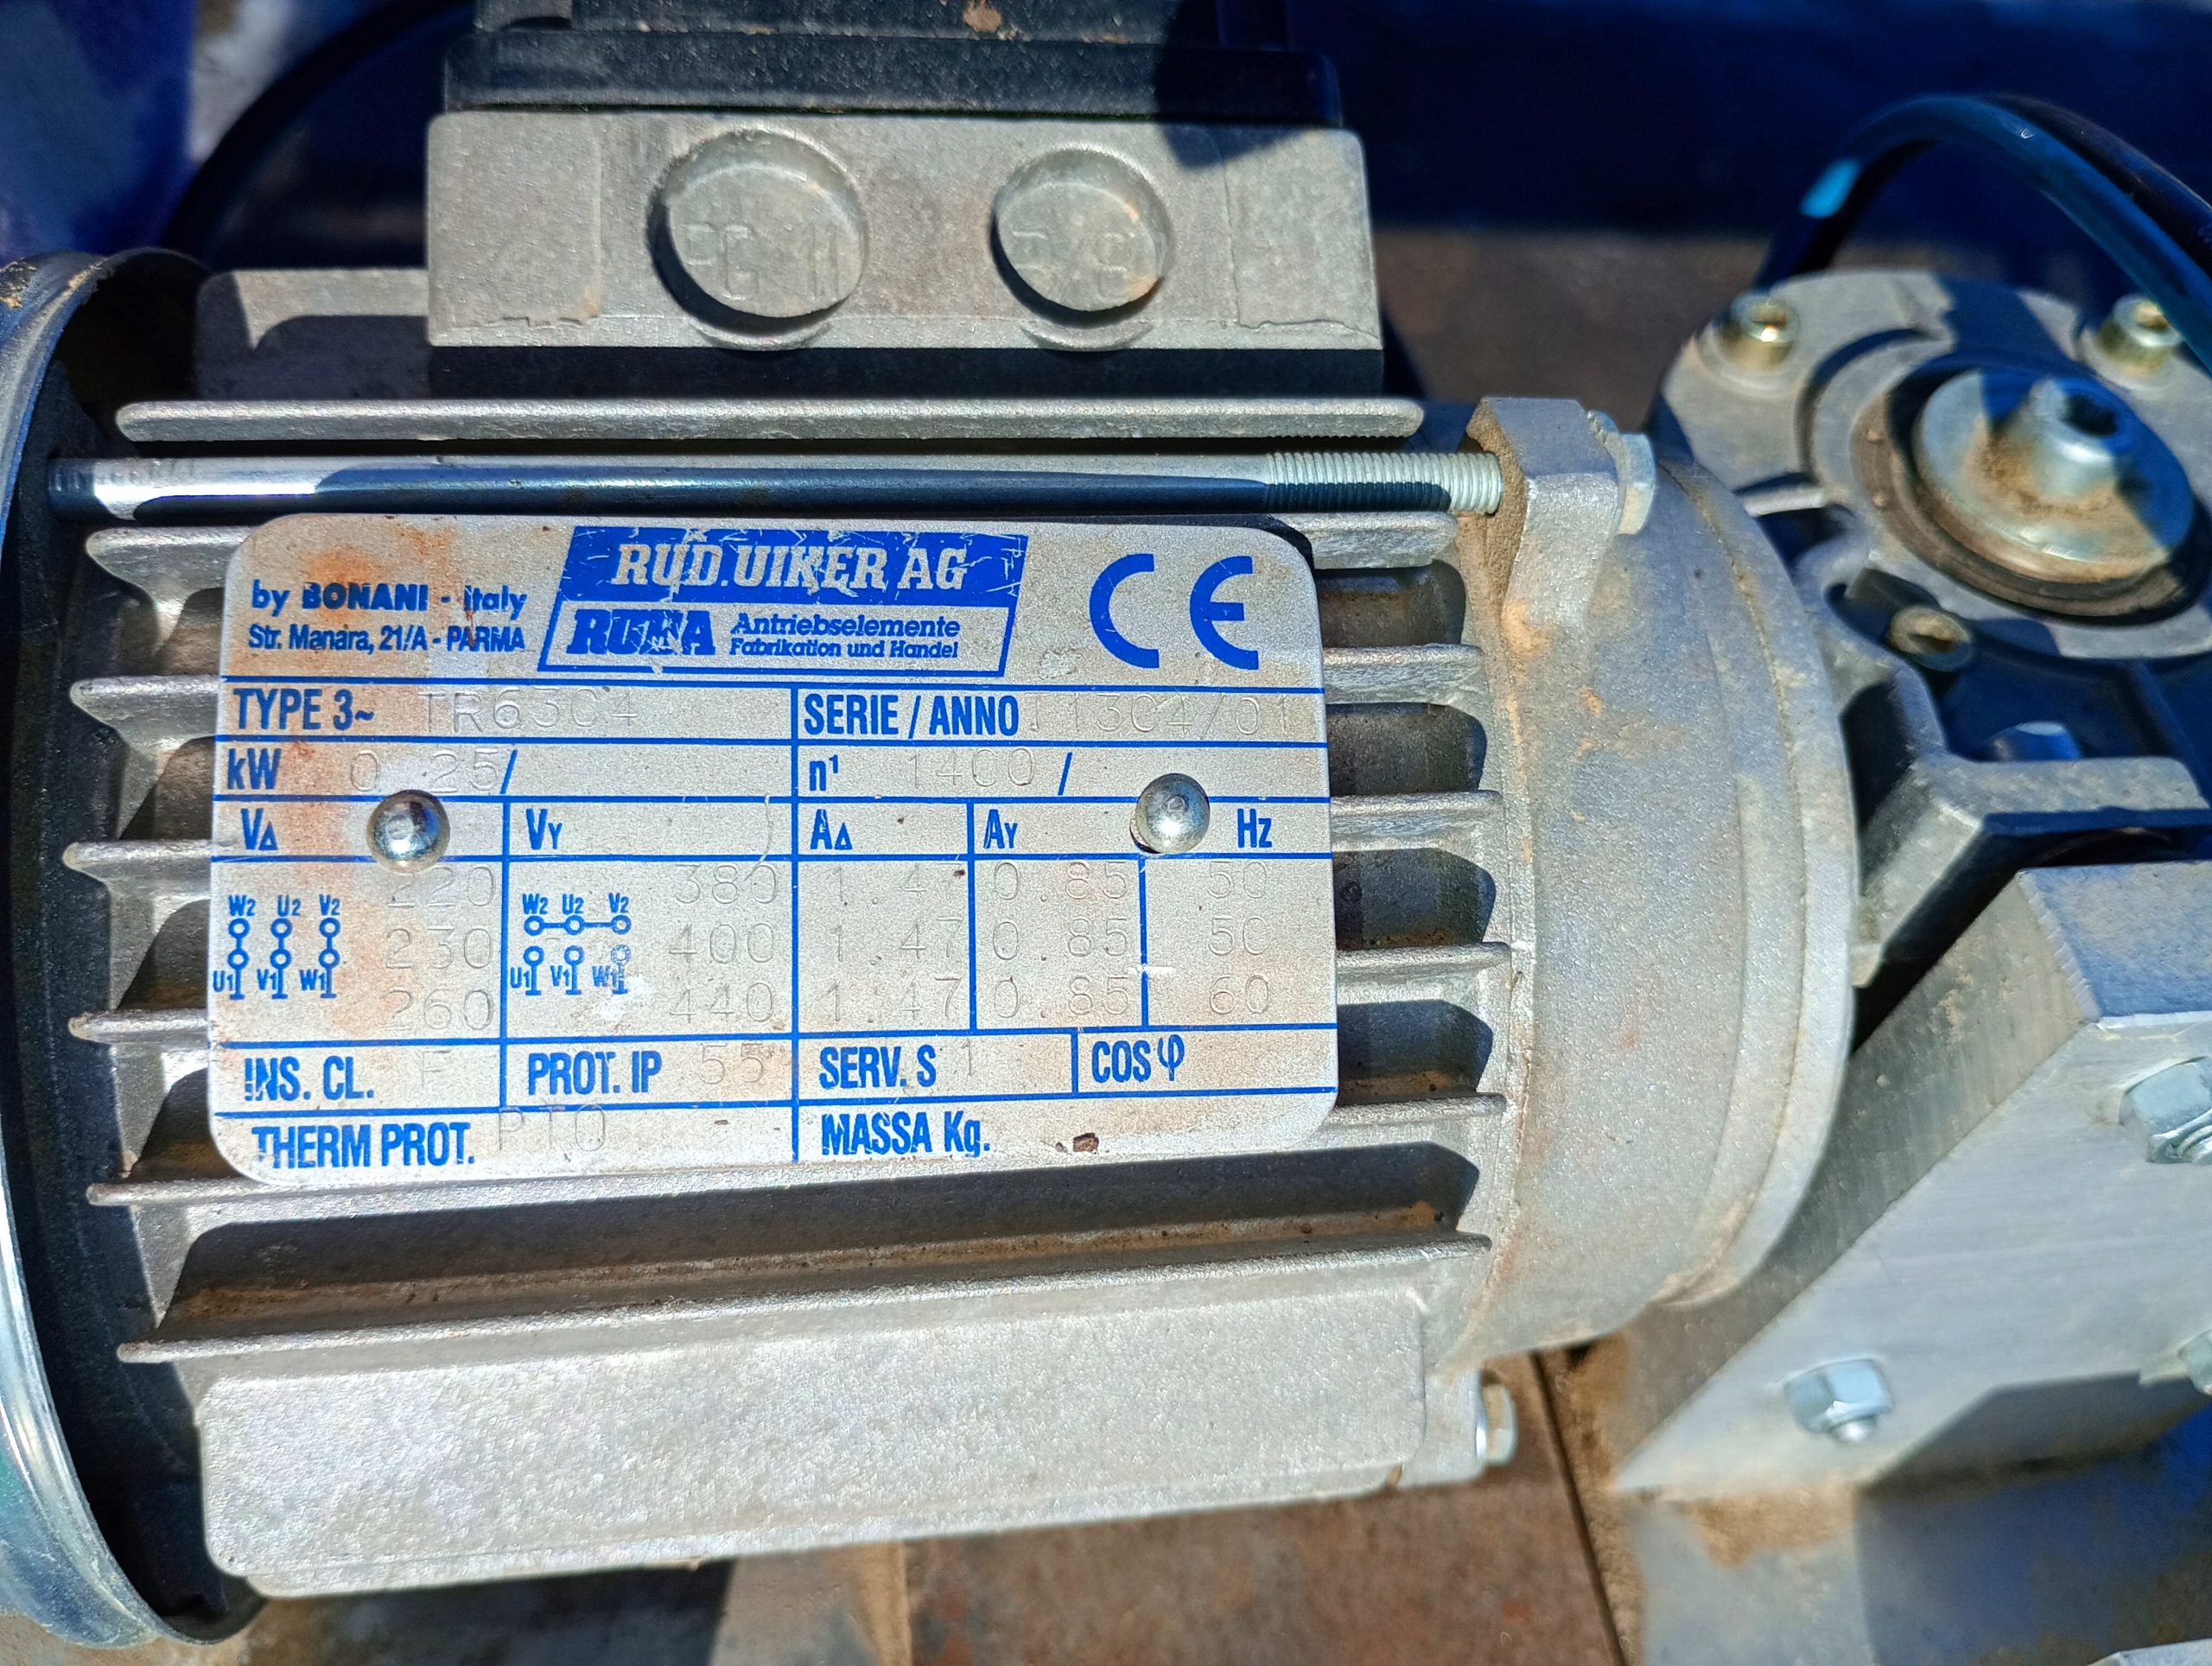 PG 11
by BONANI - italy
Str. Manara, 21/A - PARMA
RUD.UIKER AG
RUWA Antriebselemente
Fabrikation und Handel
CE
TYPE 3~ TR63C4
SERIE / ANNO 1304/01
kW 0.25/
n¹ 1400 /
V∆ VY A∆ AY Hz
220 380 1.47 0.85 50
W2 U2 V2 W2 U2 V2
230 400 1.47 0.85 50
U1 V1 W1 U1 V1 W1
260 440 1.47 0.85 60
INS. CL. F PROT. IP 55 SERV. S 1 COS φ
THERM PROT. PTO MASSA Kg.